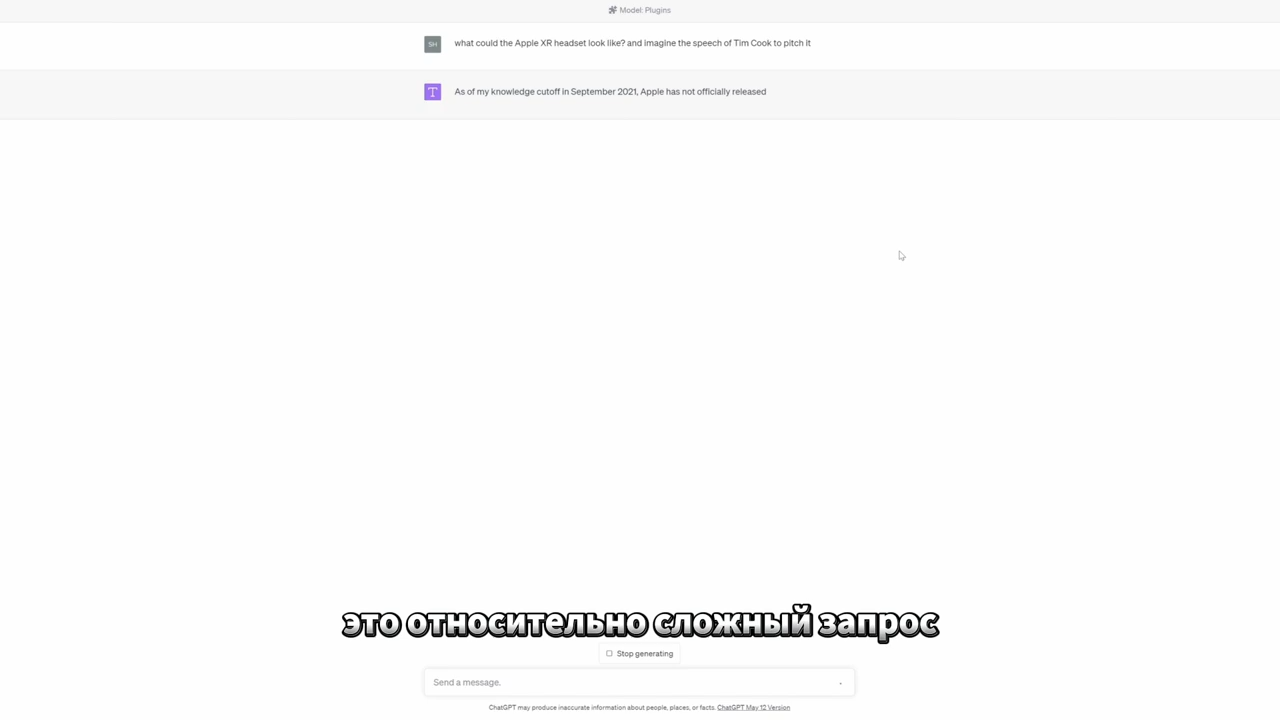 Model: Plugins
SH
what could the Apple XR headset look like? and imagine the speech of Tim Cook to pitch it
T
As of my knowledge cutoff in September 2021, Apple has not officially released
это относительно сложный запрос
Stop generating
Send a message.
ChatGPT may produce inaccurate information about people, places, or facts. ChatGPT May 12 Version